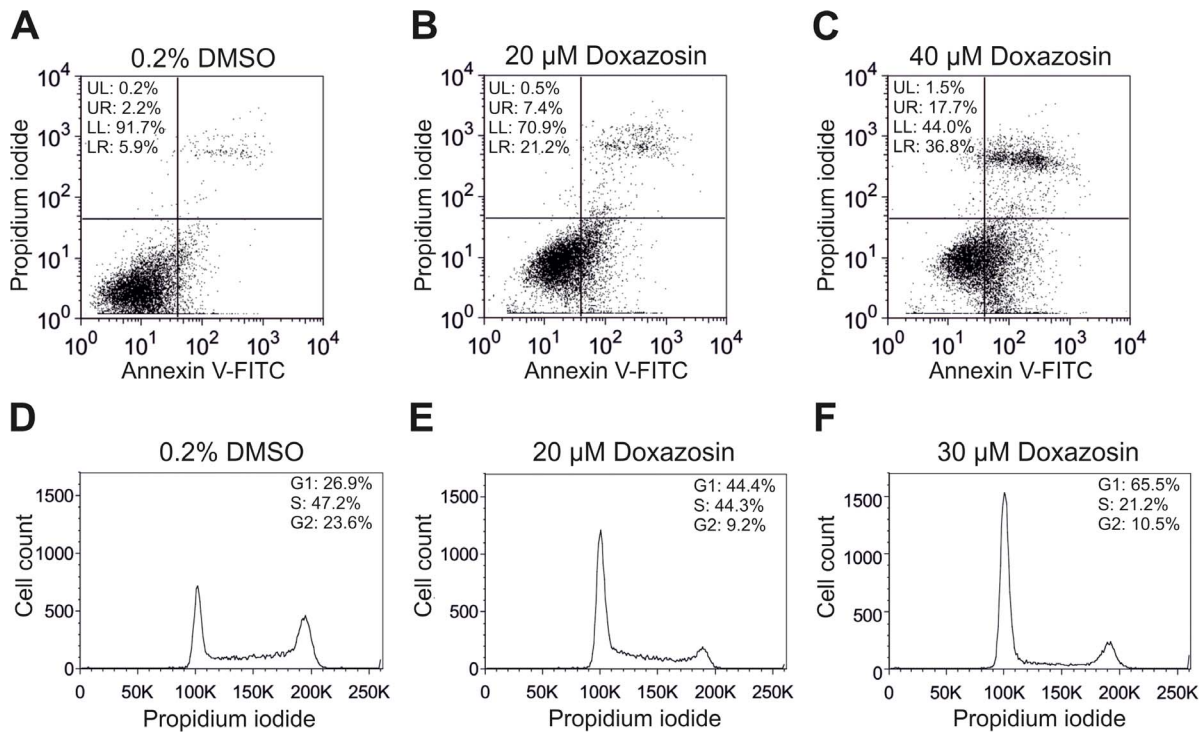 A
0.2% DMSO
UL: 0.2%
UR: 2.2%
LL: 91.7%
LR: 5.9%
Propidium iodide
10^4
10^3
10^2
10^1
10^0
10^0 10^1 10^2 10^3 10^4
Annexin V-FITC
B
20 µM Doxazosin
UL: 0.5%
UR: 7.4%
LL: 70.9%
LR: 21.2%
Propidium iodide
10^4
10^3
10^2
10^1
10^0
10^0 10^1 10^2 10^3 10^4
Annexin V-FITC
C
40 µM Doxazosin
UL: 1.5%
UR: 17.7%
LL: 44.0%
LR: 36.8%
Propidium iodide
10^4
10^3
10^2
10^1
10^0
10^0 10^1 10^2 10^3 10^4
Annexin V-FITC
D
0.2% DMSO
G1: 26.9%
S: 47.2%
G2: 23.6%
Cell count
1500
1000
500
0
0 50K 100K 150K 200K 250K
Propidium iodide
E
20 µM Doxazosin
G1: 44.4%
S: 44.3%
G2: 9.2%
Cell count
1500
1000
500
0
0 50K 100K 150K 200K 250K
Propidium iodide
F
30 µM Doxazosin
G1: 65.5%
S: 21.2%
G2: 10.5%
Cell count
1500
1000
500
0
0 50K 100K 150K 200K 250K
Propidium iodide